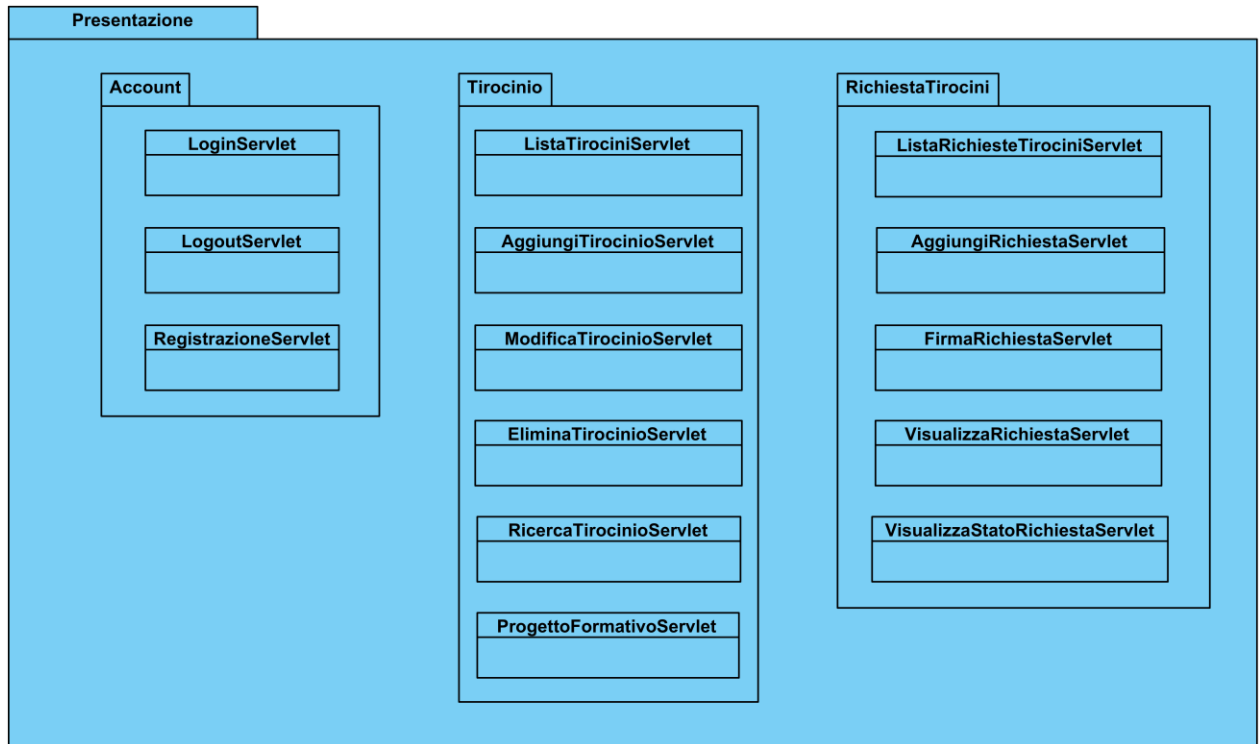 Presentazione
Account
LoginServlet
LogoutServlet
RegistrazioneServlet
Tirocinio
ListaTirociniServlet
AggiungiTirocinioServlet
ModificaTirocinioServlet
EliminaTirocinioServlet
RicercaTirocinioServlet
ProgettoFormativoServlet
RichiestaTirocini
ListaRichiesteTirociniServlet
AggiungiRichiestaServlet
FirmaRichiestaServlet
VisualizzaRichiestaServlet
VisualizzaStatoRichiestaServlet